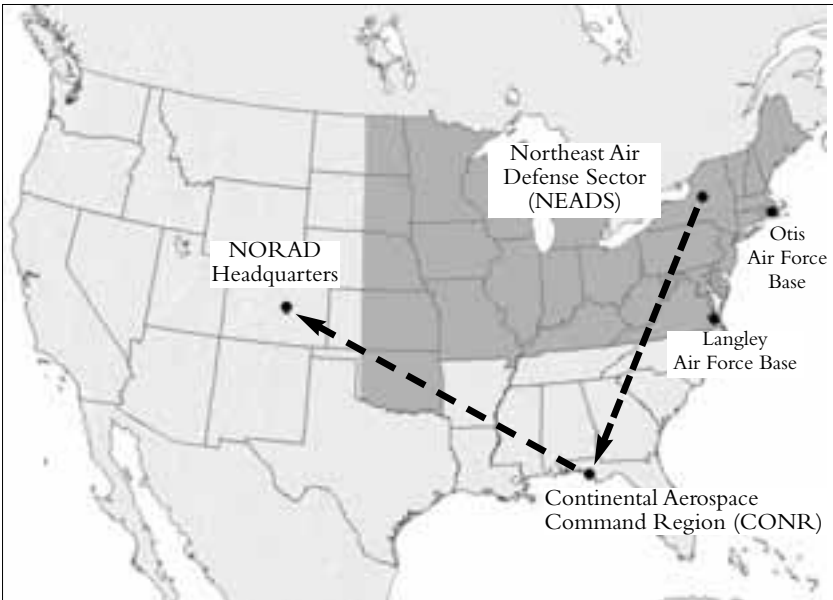 Northeast Air
Defense Sector
(NEADS)
NORAD
Headquarters
Otis
Air Force
Base
Langley
Air Force Base
Continental Aerospace
Command Region (CONR)